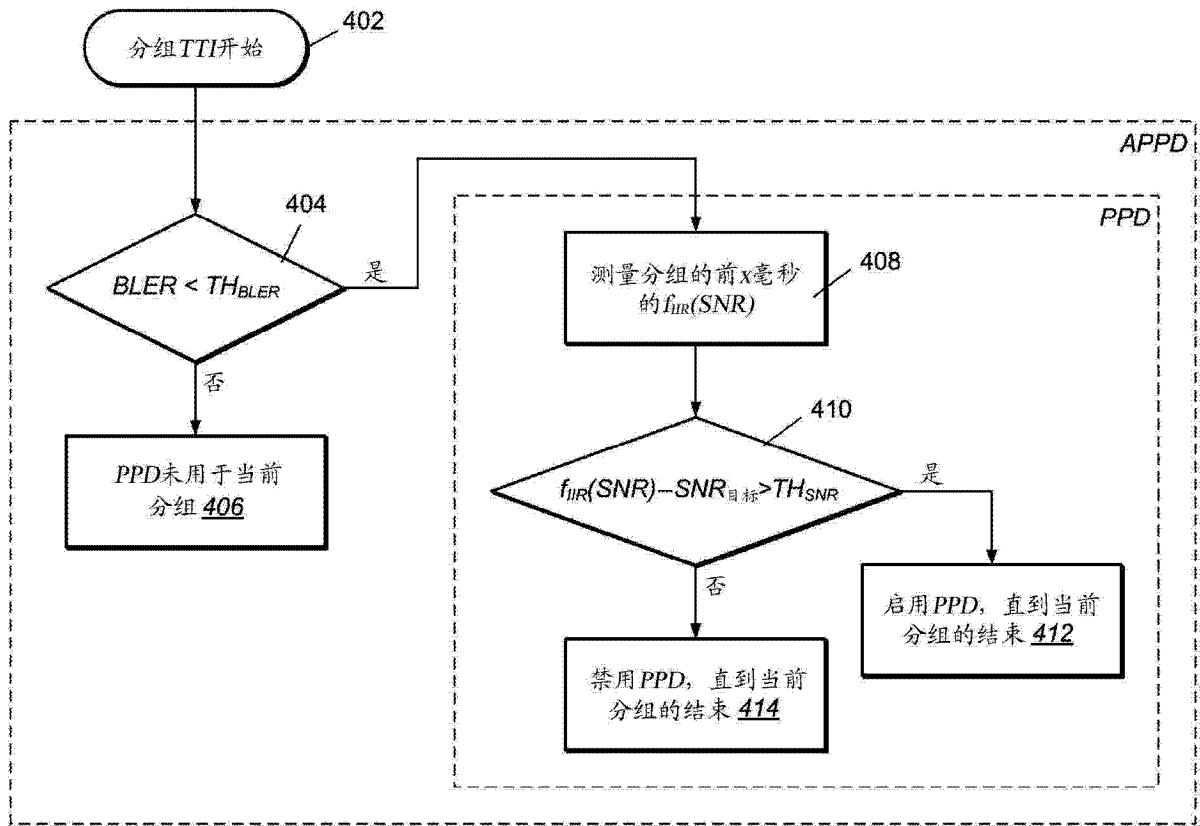 分组TTI开始
402
APPD
PPD
404
BLER < TH_BLER
是
否
PPD未用于当前
分组 406
测量分组的前x毫秒
的f_IIR(SNR)
408
410
f_IIR(SNR)–SNR_目标>TH_SNR
是
否
启用PPD，直到当前
分组的结束 412
禁用PPD，直到当前
分组的结束 414